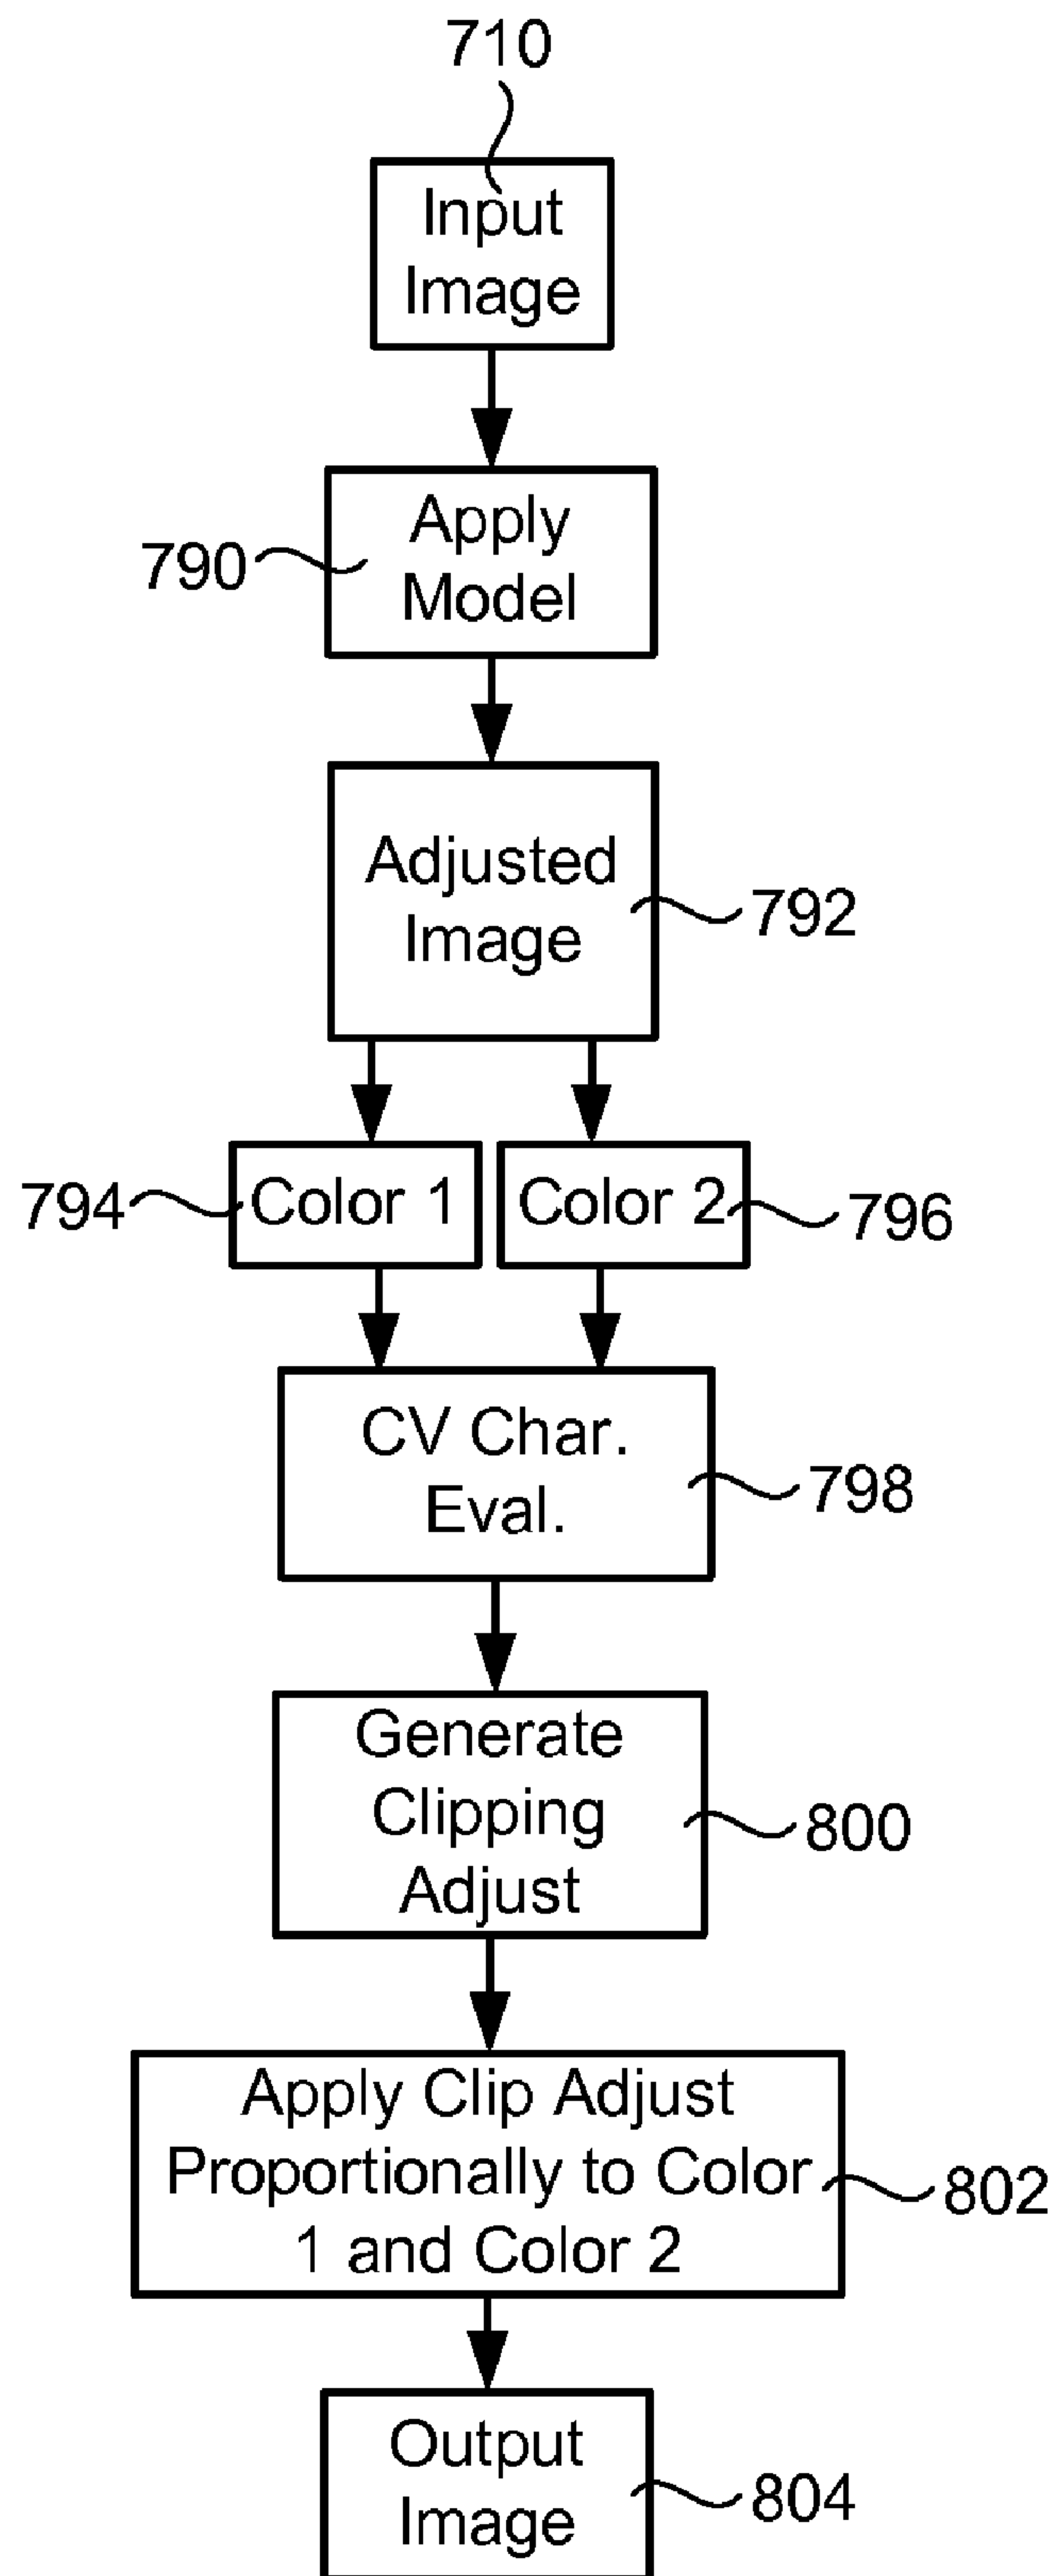 710
Input
Image
790
Apply
Model
Adjusted
Image
792
794
Color 1
Color 2
796
CV Char.
Eval.
798
Generate
Clipping
Adjust
800
Apply Clip Adjust
Proportionally to Color
1 and Color 2
802
Output
Image
804